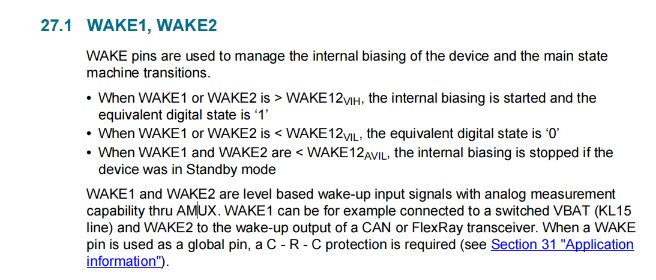 27.1 WAKE1, WAKE2
WAKE pins are used to manage the internal biasing of the device and the main state
machine transitions.
• When WAKE1 or WAKE2 is > WAKE12VIH, the internal biasing is started and the
equivalent digital state is ‘1’
• When WAKE1 or WAKE2 is < WAKE12VIL, the equivalent digital state is ‘0’
• When WAKE1 and WAKE2 are < WAKE12AVIL, the internal biasing is stopped if the
device was in Standby mode
WAKE1 and WAKE2 are level based wake-up input signals with analog measurement
capability thru AMUX. WAKE1 can be for example connected to a switched VBAT (KL15
line) and WAKE2 to the wake-up output of a CAN or FlexRay transceiver. When a WAKE
pin is used as a global pin, a C - R - C protection is required (see Section 31 "Application
information").